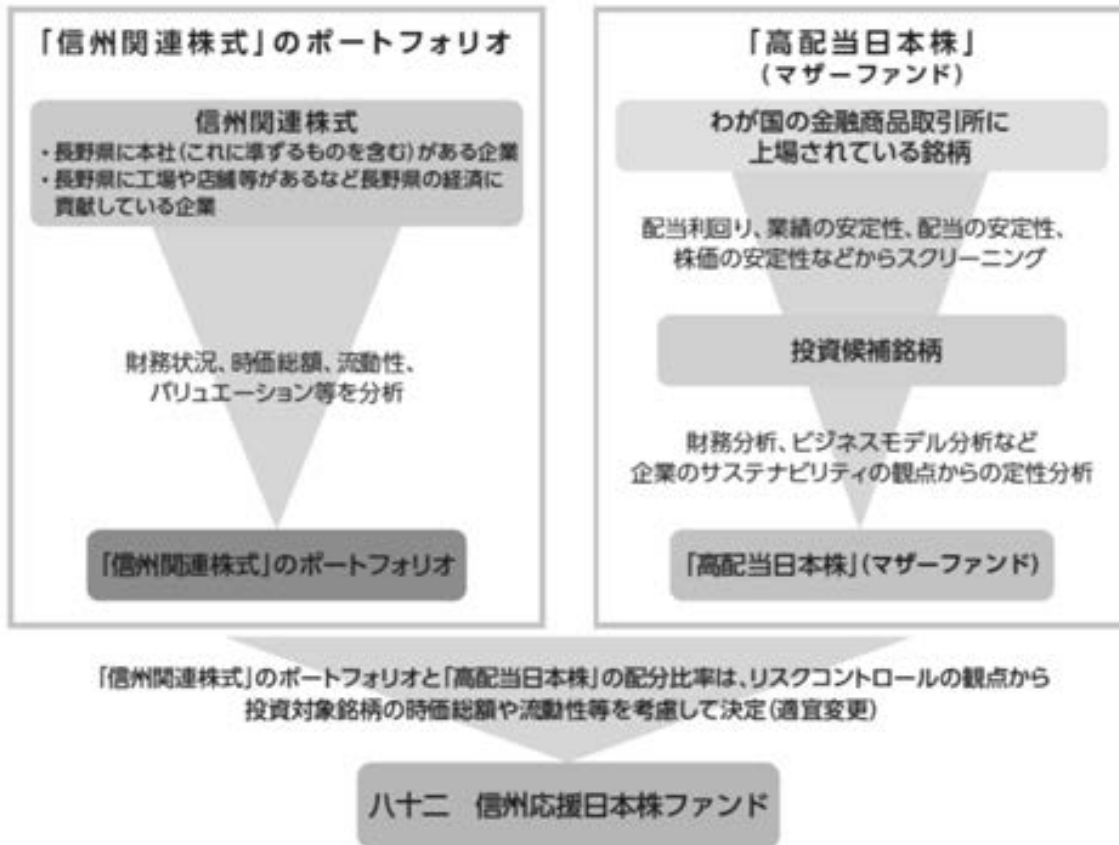 「信州関連株式」のポートフォリオ
信州関連株式
・長野県に本社(これに準ずるものを含む)がある企業
・長野県に工場や店舗等があるなど長野県の経済に
貢献している企業
財務状況、時価総額、流動性、
バリュエーション等を分析
「信州関連株式」のポートフォリオ
「高配当日本株」
(マザーファンド)
わが国の金融商品取引所に
上場されている銘柄
配当利回り、業績の安定性、配当の安定性、
株価の安定性などからスクリーニング
投資候補銘柄
財務分析、ビジネスモデル分析など
企業のサステナビリティの観点からの定性分析
「高配当日本株」(マザーファンド)
「信州関連株式」のポートフォリオと「高配当日本株」の配分比率は、リスクコントロールの観点から
投資対象銘柄の時価総額や流動性等を考慮して決定(適宜変更)
八十二 信州応援日本株ファンド